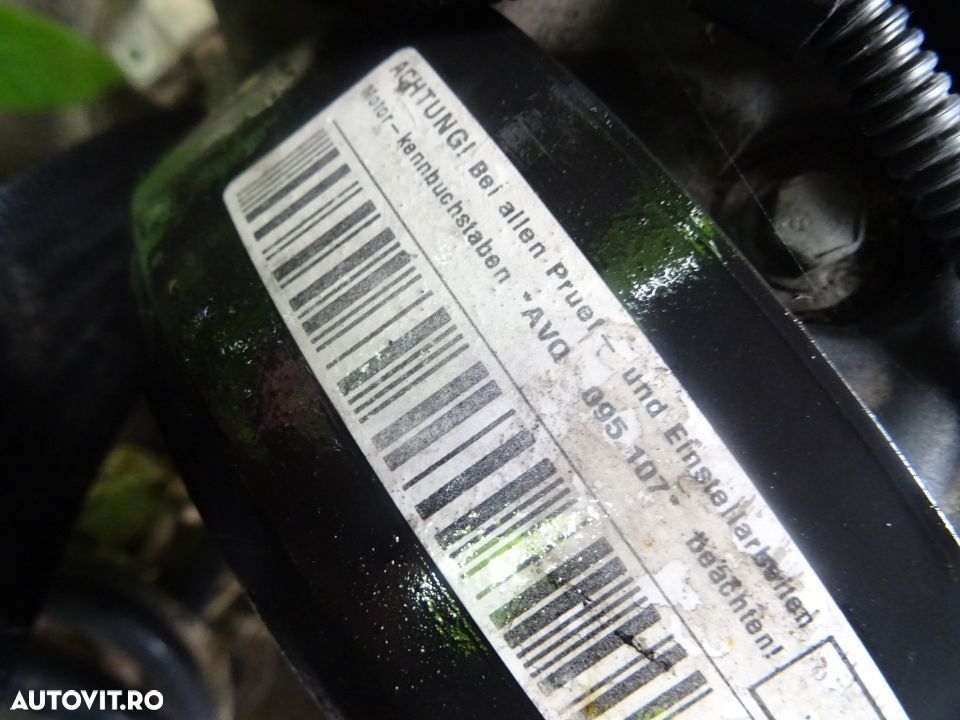 ACHTUNG! Bei allen Pruef- und Einstellarbeiten
Motor-kennbuchstaben *AVQ 095 107* beachten!
AUTOVIT.RO